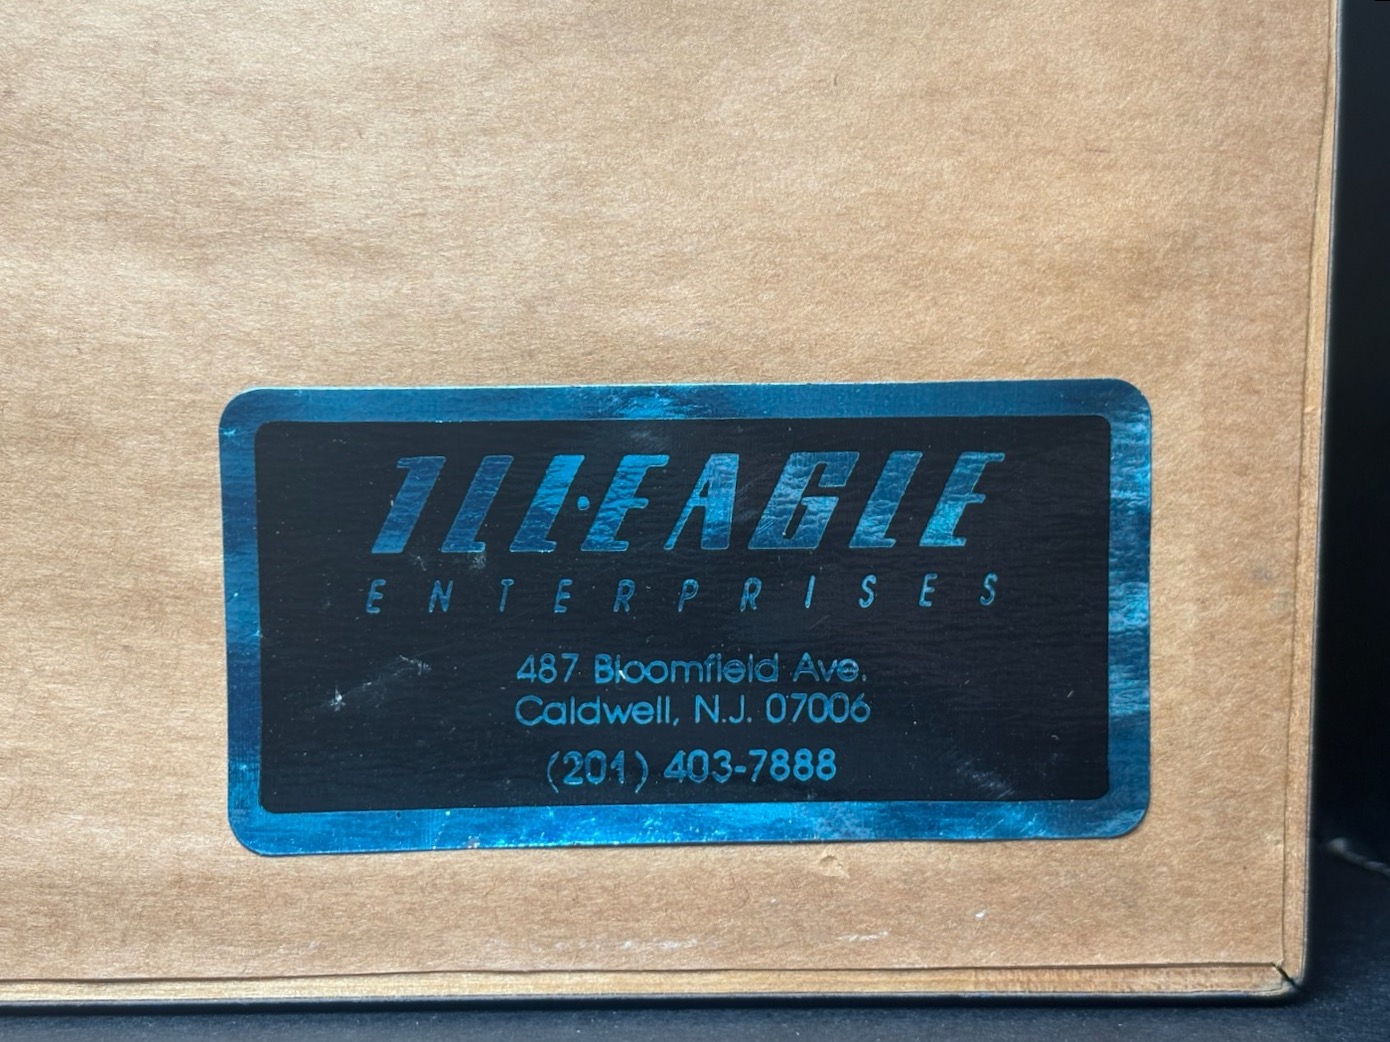 ILL·EAGLE
ENTERPRISES
487 Bloomfield Ave.
Caldwell, N.J. 07006
(201) 403-7888